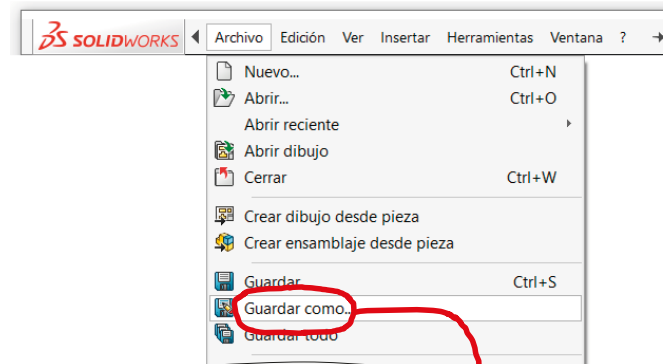 SOLIDWORKS Archivo Edición Ver Insertar Herramientas Ventana ?
Nuevo... Ctrl+N
Abrir... Ctrl+O
Abrir reciente
Abrir dibujo
Cerrar Ctrl+W
Crear dibujo desde pieza
Crear ensamblaje desde pieza
Guardar Ctrl+S
Guardar como...
Guardar todo